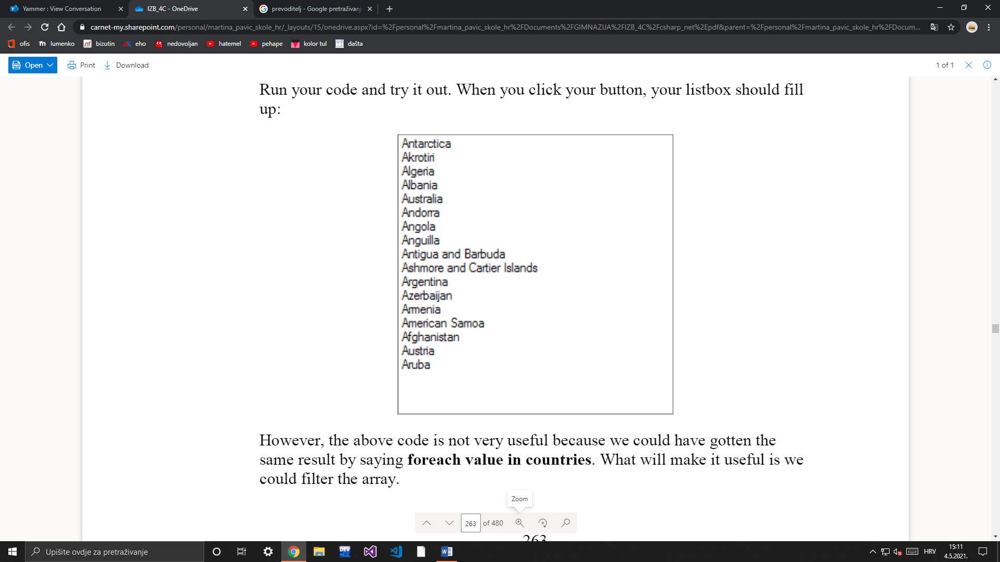 Yammer : View Conversation
IZB_4C - OneDrive
prevoditelj - Google pretraživanj
carnet-my.sharepoint.com/personal/martina_pavic_skole_hr/_layouts/15/onedrive.aspx?id=%2Fpersonal%2Fmartina_pavic_skole_hr%2FDocuments%2FGIMNAZIJA%2FIZB_4C%2Fcsharp_net%2Epdf&parent=%2Fpersonal%2Fmartina_pavic_skole_hr%2FDocum...
ofis m lumenko .nf bizutin AS eho nedovoljan hatemel pehape kolor tul dašta
PDF Open Print Download 1 of 1
Run your code and try it out. When you click your button, your listbox should fill
up:
Antarctica
Akrotiri
Algeria
Albania
Australia
Andorra
Angola
Anguilla
Antigua and Barbuda
Ashmore and Cartier Islands
Argentina
Azerbaijan
Armenia
American Samoa
Afghanistan
Austria
Aruba
However, the above code is not very useful because we could have gotten the
same result by saying foreach value in countries. What will make it useful is we
could filter the array.
Zoom
263 of 480
263
Upišite ovdje za pretraživanje
DEV
HRV
15:11
4.5.2021.